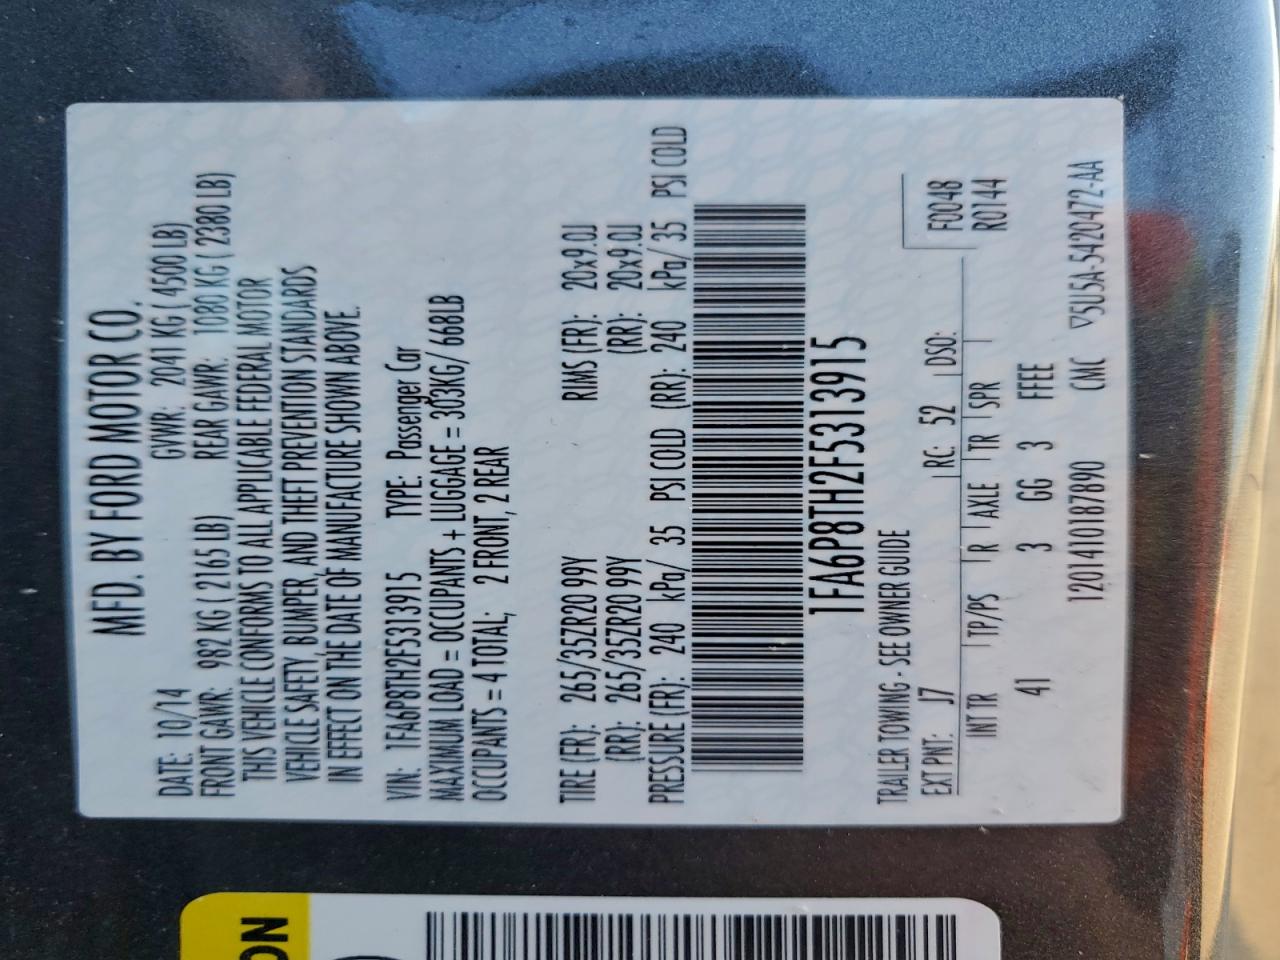 MFD. BY FORD MOTOR CO.
DATE: 10/14 GVWR: 2041 KG ( 4500 LB)
FRONT GAWR: 982 KG ( 2165 LB) REAR GAWR: 1080 KG ( 2380 LB)
THIS VEHICLE CONFORMS TO ALL APPLICABLE FEDERAL MOTOR
VEHICLE SAFETY, BUMPER, AND THEFT PREVENTION STANDARDS
IN EFFECT ON THE DATE OF MANUFACTURE SHOWN ABOVE.
VIN: 1FA6P8TH2F5313915 TYPE: Passenger Car
MAXIMUM LOAD = OCCUPANTS + LUGGAGE = 303KG/ 668LB
OCCUPANTS = 4 TOTAL; 2 FRONT, 2 REAR
TIRE (FR): 265/35ZR20 99Y RIMS (FR): 20x9.0J
(RR): 265/35ZR20 99Y (RR): 20x9.0J
PRESSURE (FR): 240 kPa/ 35 PSI COLD (RR): 240 kPa/ 35 PSI COLD
1FA6P8TH2F5313915
TRAILER TOWING - SEE OWNER GUIDE
EXT PNT: J7 RC: 52 DSO: F0048
INT TR TP/PS R AXLE TR SPR R0144
41 3 GG 3 FFEE
1201410187890 CMC ▽5U5A-5420472-AA
ON